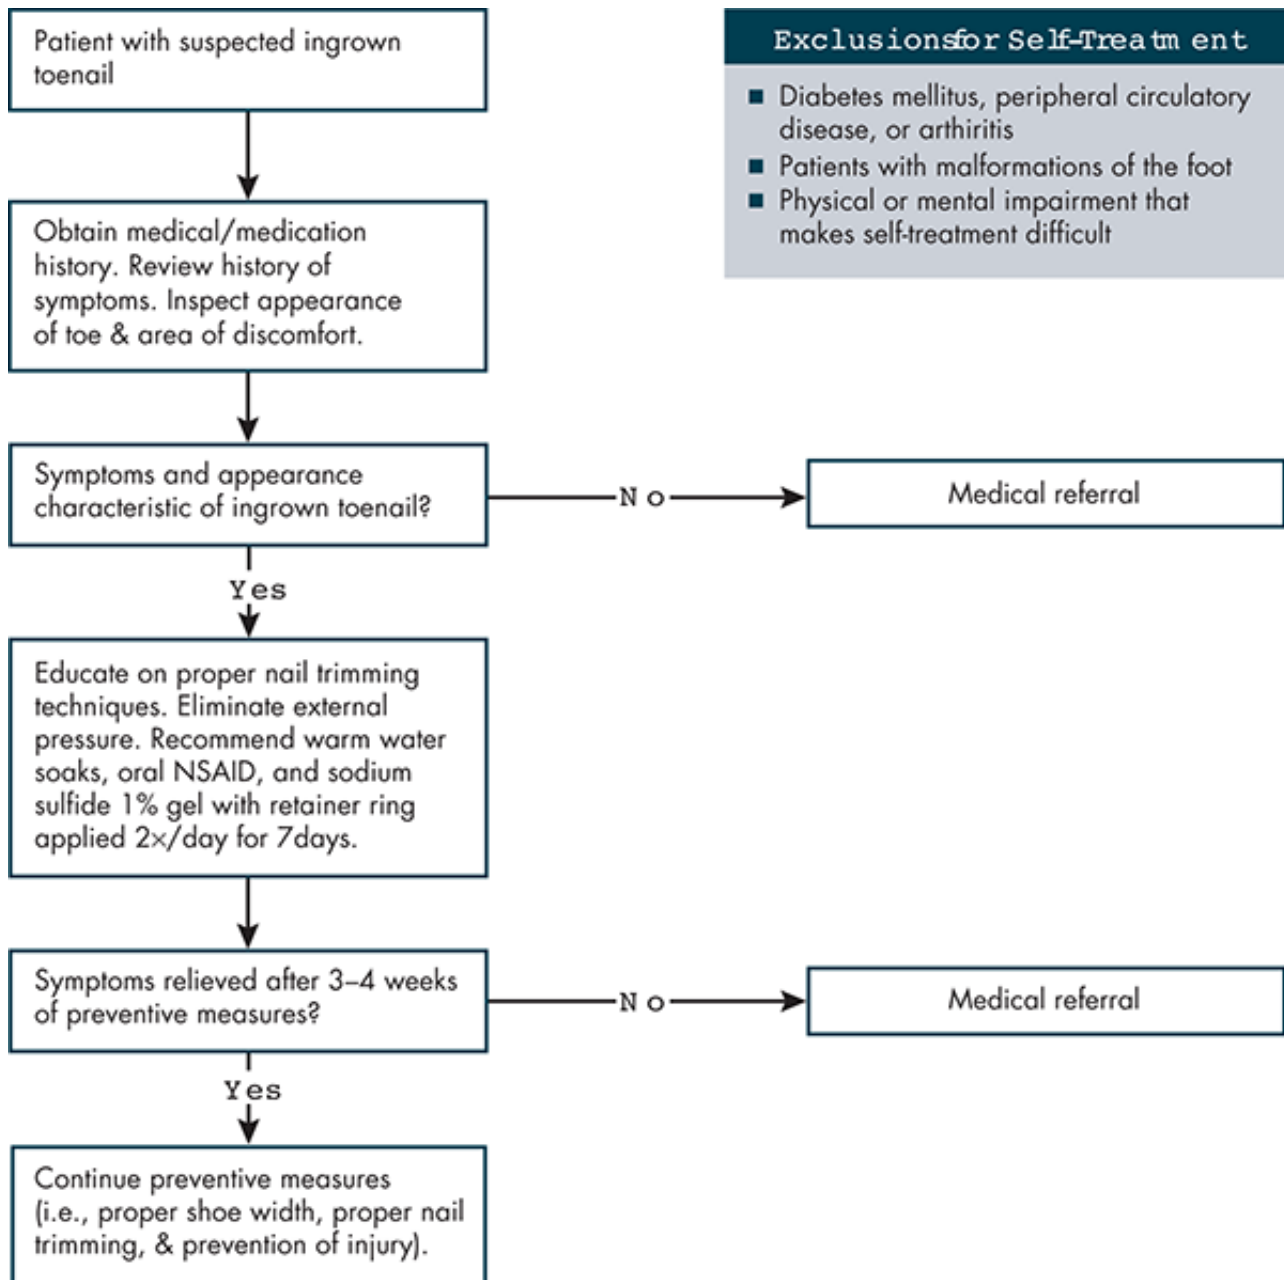 Patient with suspected ingrown
toenail
Exclusions for Self-Treatment
■ Diabetes mellitus, peripheral circulatory
disease, or arthiritis
■ Patients with malformations of the foot
■ Physical or mental impairment that
makes self-treatment difficult
Obtain medical/medication
history. Review history of
symptoms. Inspect appearance
of toe & area of discomfort.
Symptoms and appearance
characteristic of ingrown toenail?
No
Medical referral
Yes
Educate on proper nail trimming
techniques. Eliminate external
pressure. Recommend warm water
soaks, oral NSAID, and sodium
sulfide 1% gel with retainer ring
applied 2×/day for 7days.
Symptoms relieved after 3–4 weeks
of preventive measures?
No
Medical referral
Yes
Continue preventive measures
(i.e., proper shoe width, proper nail
trimming, & prevention of injury).